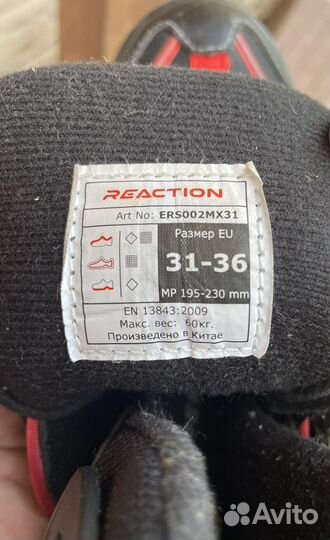 REACTION
Art No: ERS002MX31
Размер EU
31-36
MP 195-230 mm
EN 13843:2009
Макс. вес: 60кг.
Произведено в Китае
Avito